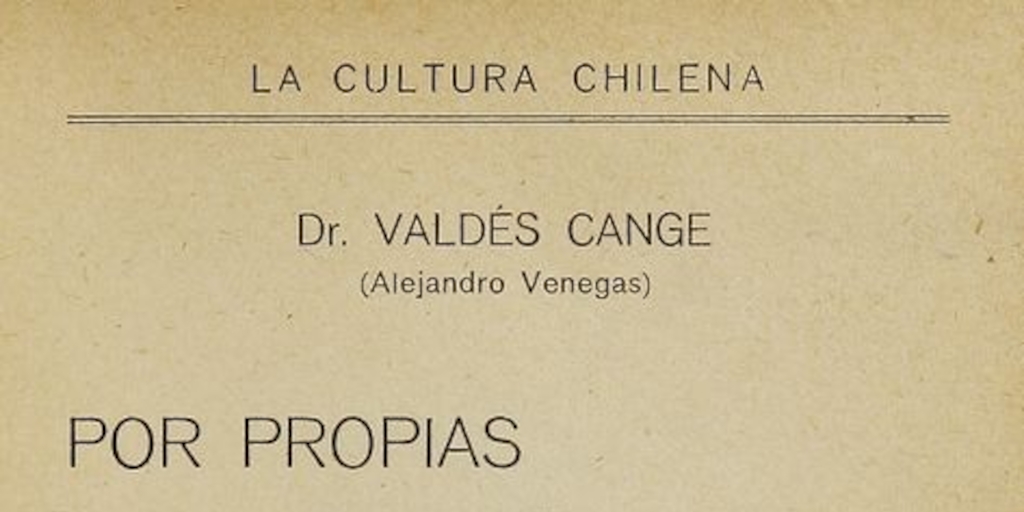 LA CULTURA CHILENA
Dr. VALDÉS CANGE
(Alejandro Venegas)
POR PROPIAS